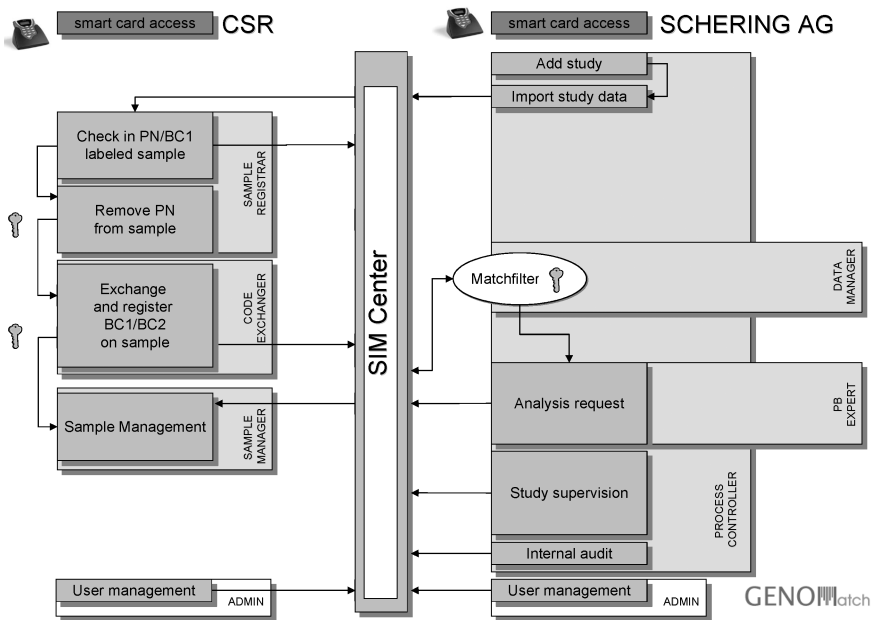 smart card access CSR
smart card access SCHERING AG
Add study
Import study data
Check in PN/BC1
labeled sample
SAMPLE
REGISTRAR
Remove PN
from sample
SIM Center
Matchfilter
DATA
MANAGER
Exchange
and register
BC1/BC2
on sample
CODE
EXCHANGER
Analysis request
PB
EXPERT
Sample Management
SAMPLE
MANAGER
Study supervision
PROCESS
CONTROLLER
Internal audit
User management
ADMIN
User management
ADMIN
GENOMatch